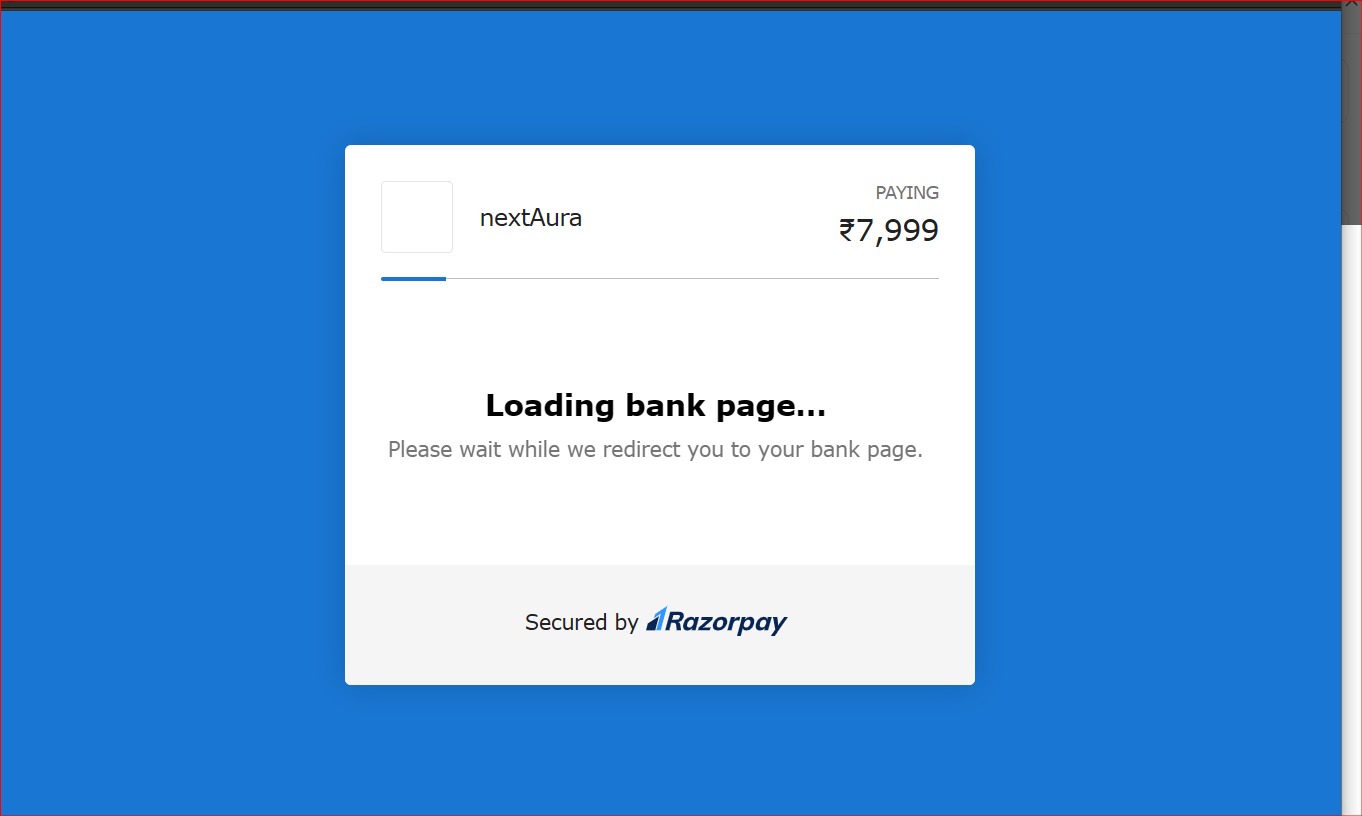 nextAura
PAYING
₹7,999
Loading bank page...
Please wait while we redirect you to your bank page.
Secured by Razorpay